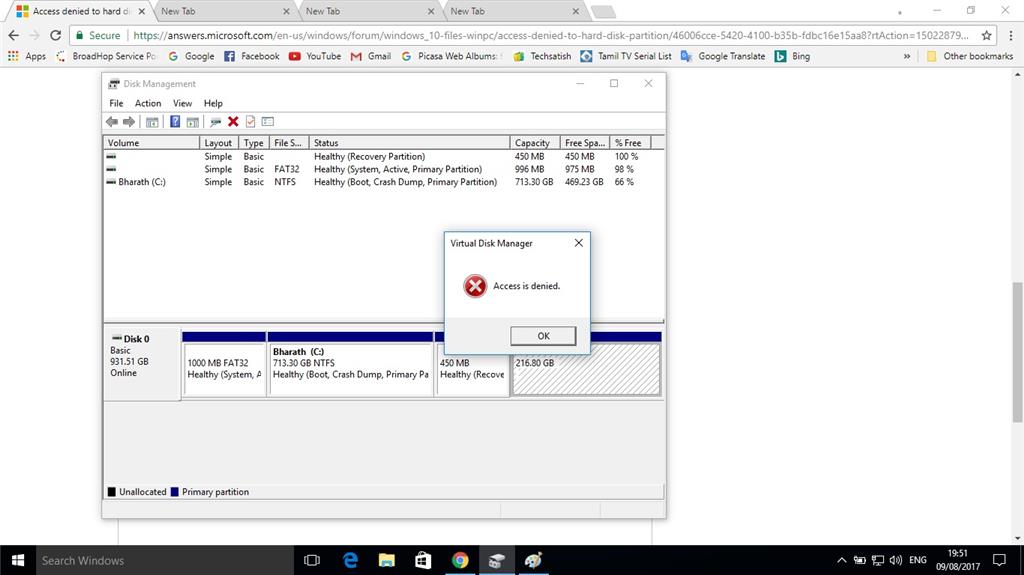 Access denied to hard di
New Tab
New Tab
New Tab
Secure
https://answers.microsoft.com/en-us/windows/forum/windows_10-files-winpc/access-denied-to-hard-disk-partition/46006cce-5420-4100-b35b-fdbc16e15aa8?rtAction=15022879...
Apps
BroadHop Service Po
Google
Facebook
YouTube
Gmail
Picasa Web Albums:
Techsatish
Tamil TV Serial List
Google Translate
Bing
»
Other bookmarks
Disk Management
File Action View Help
Volume Layout Type File S... Status Capacity Free Spa... % Free
Simple Basic Healthy (Recovery Partition) 450 MB 450 MB 100 %
Simple Basic FAT32 Healthy (System, Active, Primary Partition) 996 MB 975 MB 98 %
Bharath (C:) Simple Basic NTFS Healthy (Boot, Crash Dump, Primary Partition) 713.30 GB 469.23 GB 66 %
Virtual Disk Manager
Access is denied.
OK
Disk 0
Basic
931.51 GB
Online
1000 MB FAT32
Healthy (System, A
Bharath (C:)
713.30 GB NTFS
Healthy (Boot, Crash Dump, Primary Pa
450 MB
Healthy (Recove
216.80 GB
Unallocated Primary partition
Search Windows
ENG
19:51
09/08/2017